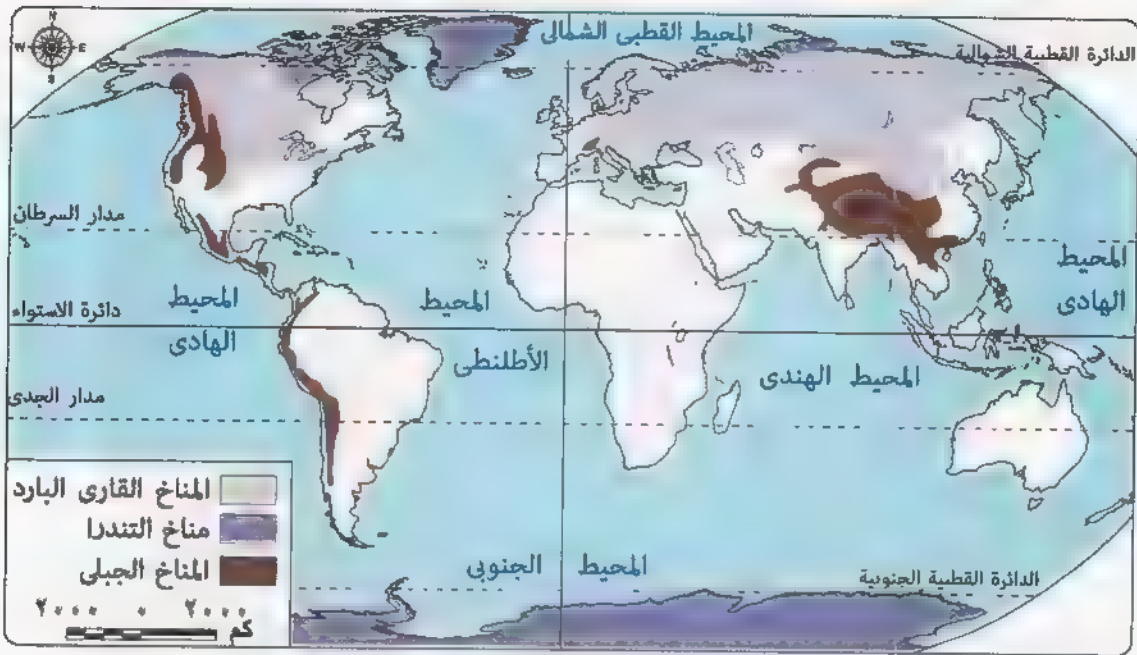 N
W E
S
المحيط القطبى الشمالى
الدائرة القطبية الشمالية
مدار السرطان
المحيط
الهادى
دائرة الاستواء
المحيط
الهادى
المحيط
الأطلنطى
المحيط الهندى
مدار الجدى
المناخ القارى البارد
مناخ التندرا
المناخ الجبلى
٢٠٠٠ ٠ ٢٠٠٠
كم
المحيط الجنوبى
الدائرة القطبية الجنوبية